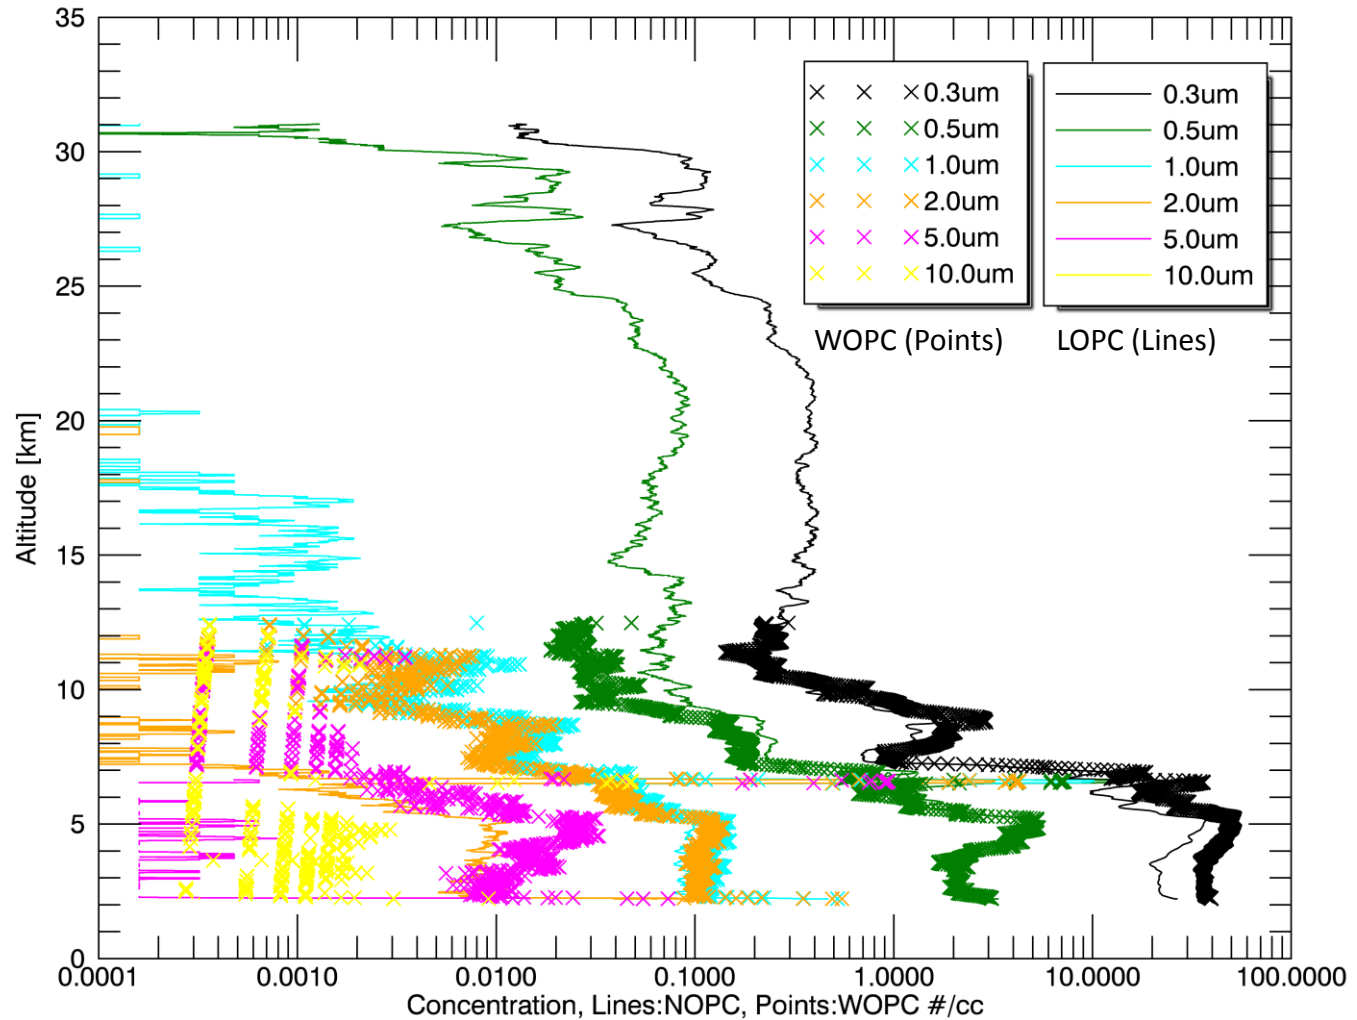 35
30
25
20
15
10
5
0
Altitude [km]
0.3um
0.5um
1.0um
2.0um
5.0um
10.0um
WOPC (Points)
0.3um
0.5um
1.0um
2.0um
5.0um
10.0um
LOPC (Lines)
0.0001 0.0010 0.0100 0.1000 1.0000 10.0000 100.0000
Concentration, Lines:NOPC, Points:WOPC #/cc